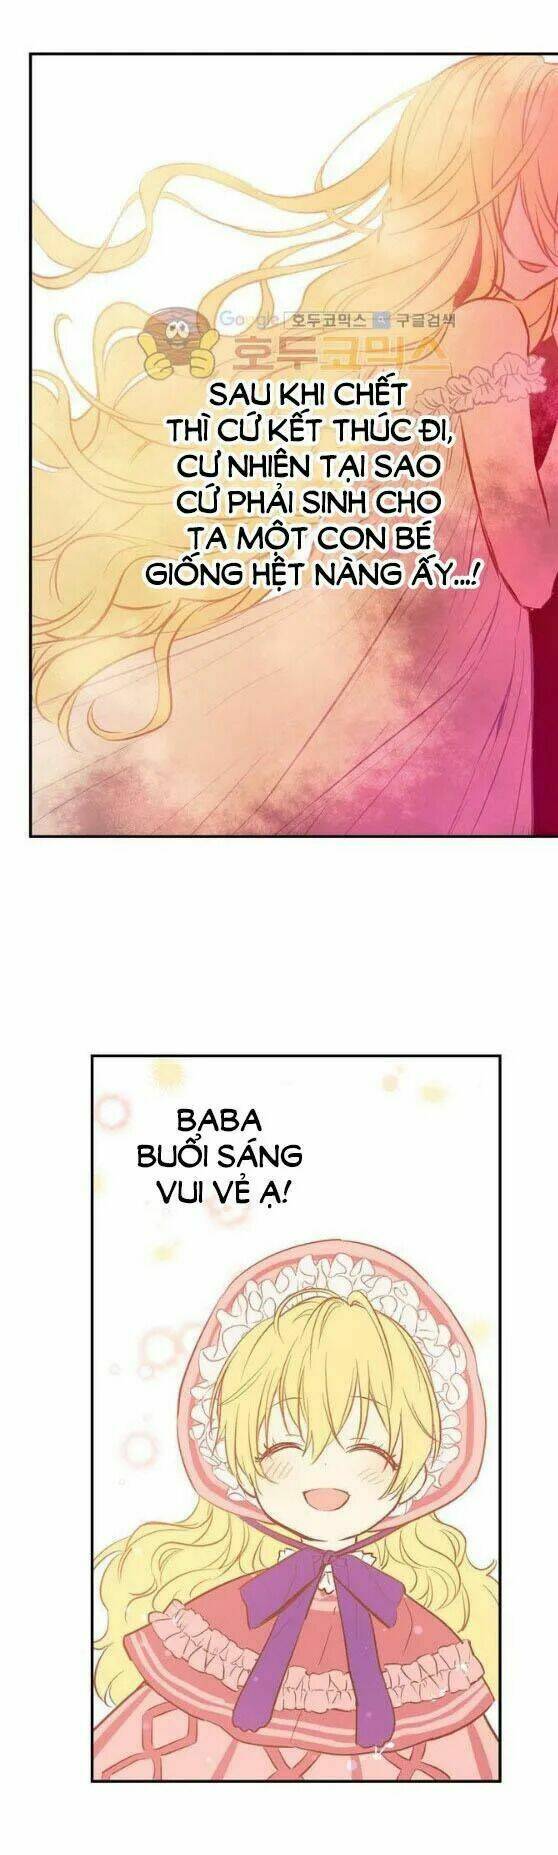 Google 호두코믹스 구글검색
호두코믹스
SAU KHI CHẾT
THÌ CỨ KẾT THÚC ĐI,
CƯ NHIÊN TẠI SAO
CỨ PHẢI SINH CHO
TA MỘT CON BÉ
GIỐNG HỆT NÀNG ẤY...!
BABA
BUỔI SÁNG
VUI VẺ Ạ!